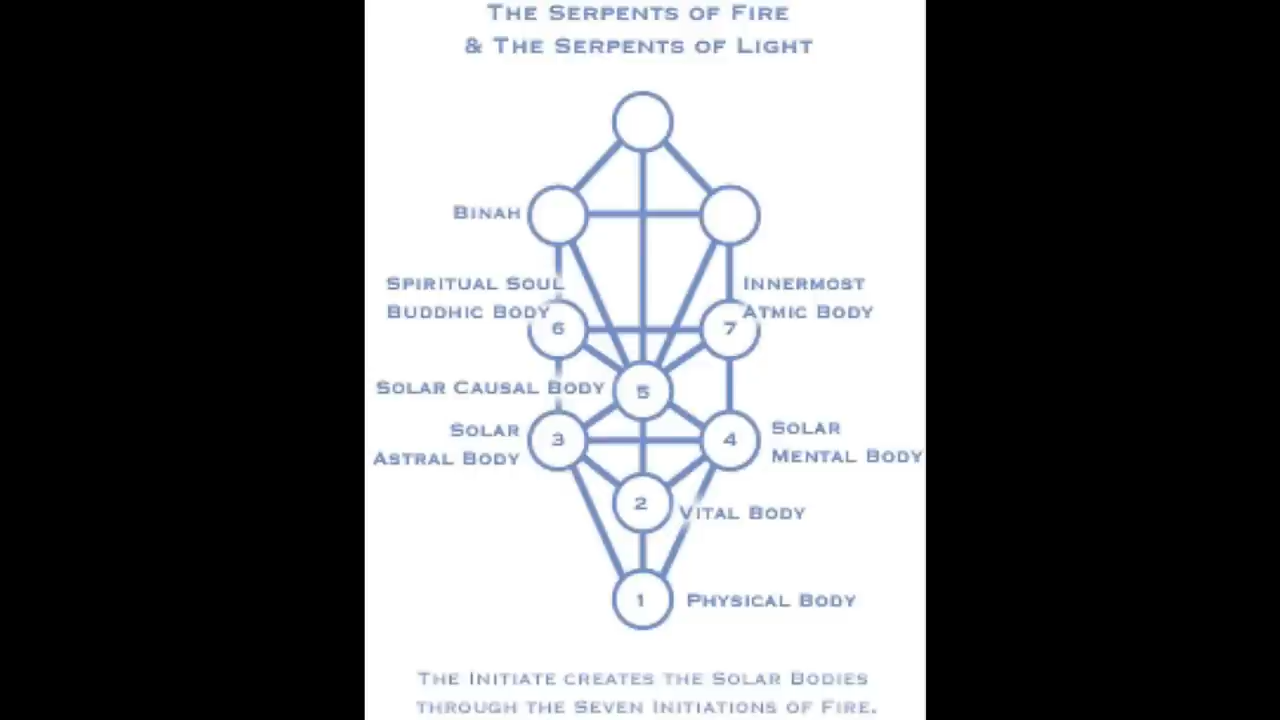 The Serpents of Fire
& The Serpents of Light
Binah
Spiritual Soul
Buddhic Body
Innermost
Atmic Body
6
7
Solar Causal Body
5
Solar
Astral Body
3
4
Solar
Mental Body
2
Vital Body
1
Physical Body
The Initiate creates the Solar Bodies
through the Seven Initiations of Fire.